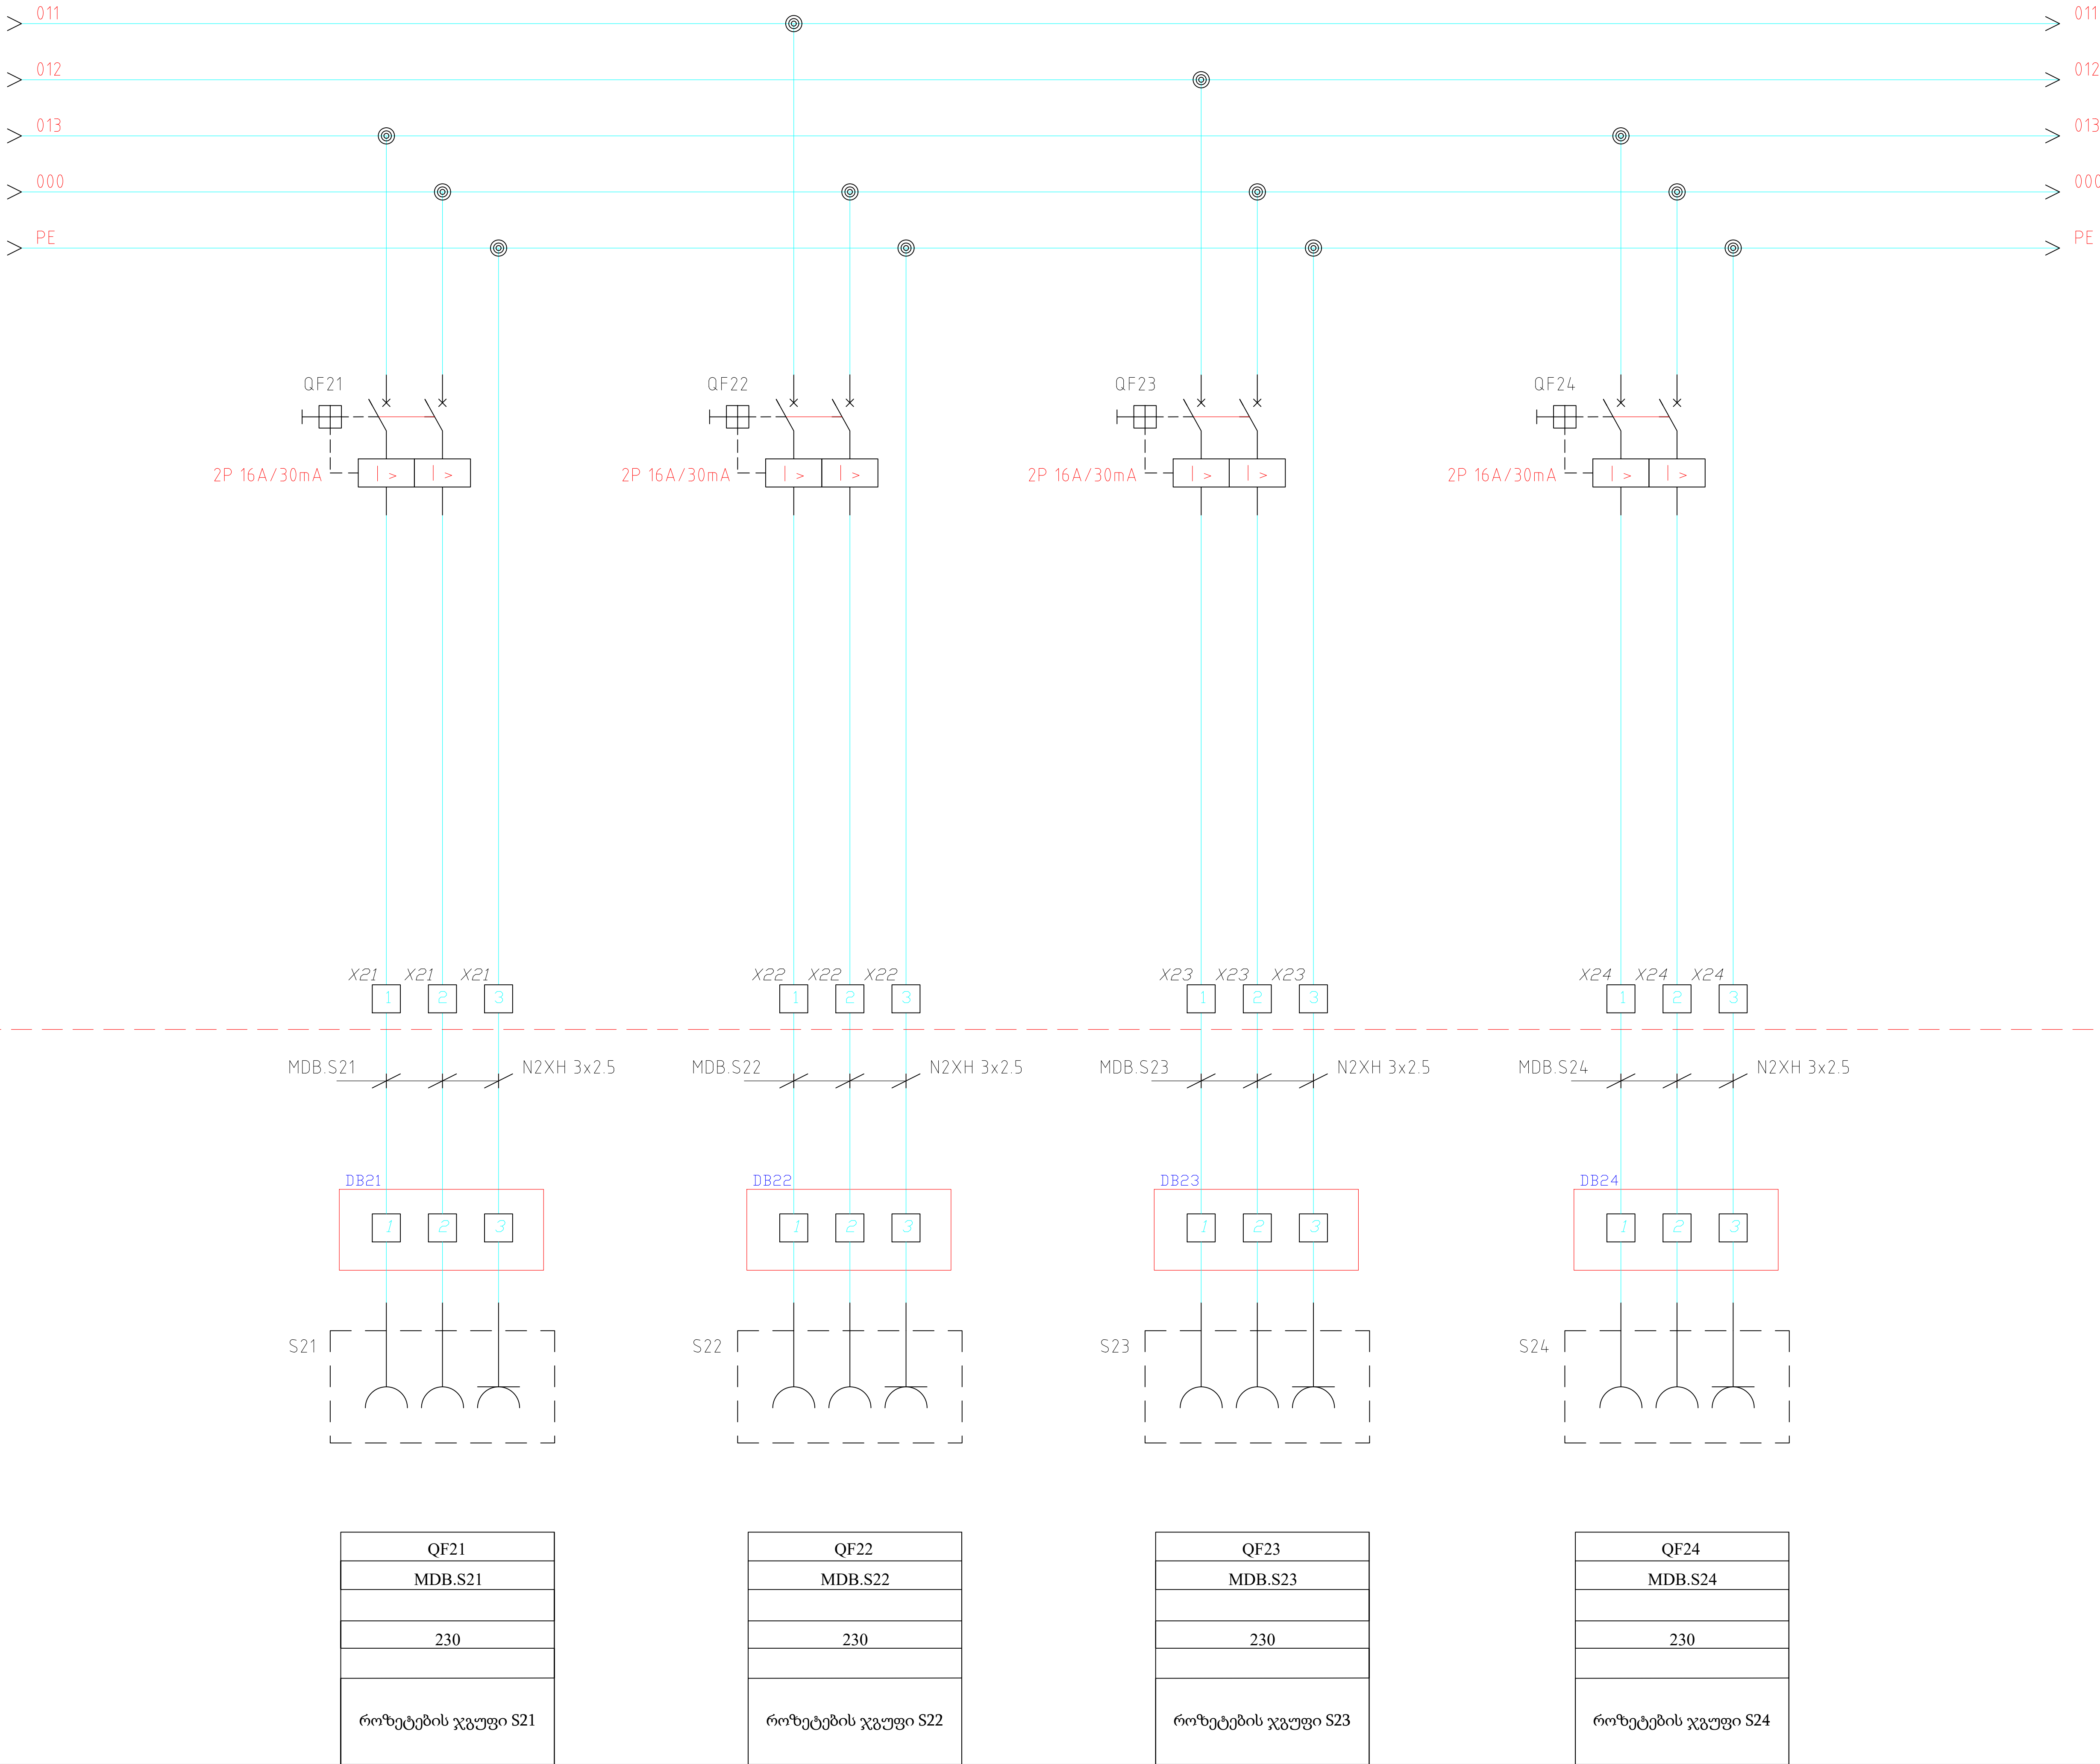 011 011
012 012
013 013
000 000
PE PE
QF21 QF22 QF23 QF24
2P 16A/30mA I > I > 2P 16A/30mA I > I > 2P 16A/30mA I > I > 2P 16A/30mA I > I >
X21 X21 X21 X22 X22 X22 X23 X23 X23 X24 X24 X24
1 2 3 1 2 3 1 2 3 1 2 3
MDB.S21 N2XH 3x2.5 MDB.S22 N2XH 3x2.5 MDB.S23 N2XH 3x2.5 MDB.S24 N2XH 3x2.5
DB21 DB22 DB23 DB24
1 2 3 1 2 3 1 2 3 1 2 3
S21 S22 S23 S24
QF21 QF22 QF23 QF24
MDB.S21 MDB.S22 MDB.S23 MDB.S24
230 230 230 230
როზეტების ჯგუფი S21 როზეტების ჯგუფი S22 როზეტების ჯგუფი S23 როზეტების ჯგუფი S24